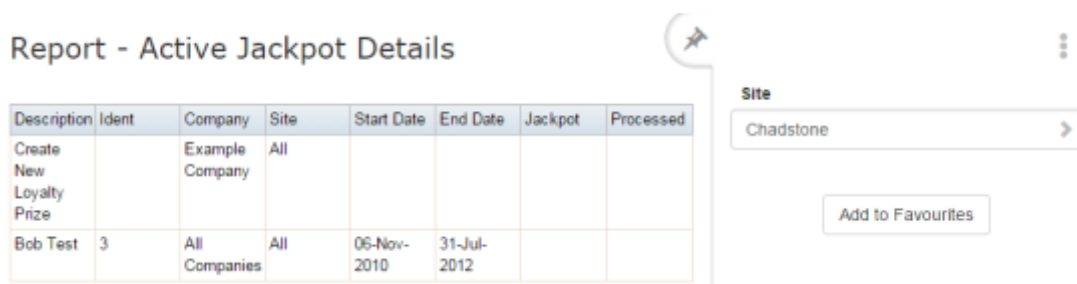 Report - Active Jackpot Details
Site
Chadstone
Add to Favourites
Description Ident Company Site Start Date End Date Jackpot Processed
Create Example All
New Company
Loyalty
Prize
Bob Test 3 All All 06-Nov- 31-Jul-
Companies 2010 2012